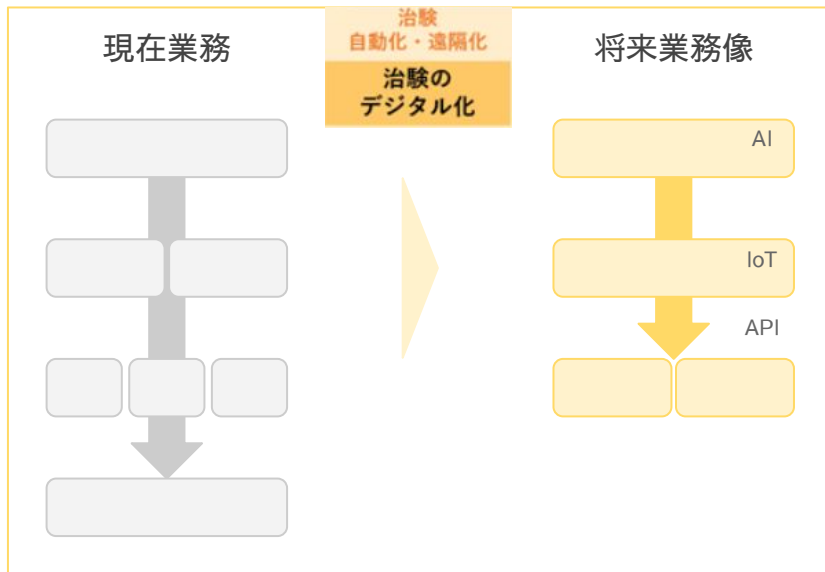 現在業務
治験
自動化・遠隔化
治験の
デジタル化
将来業務像
AI
IoT
API